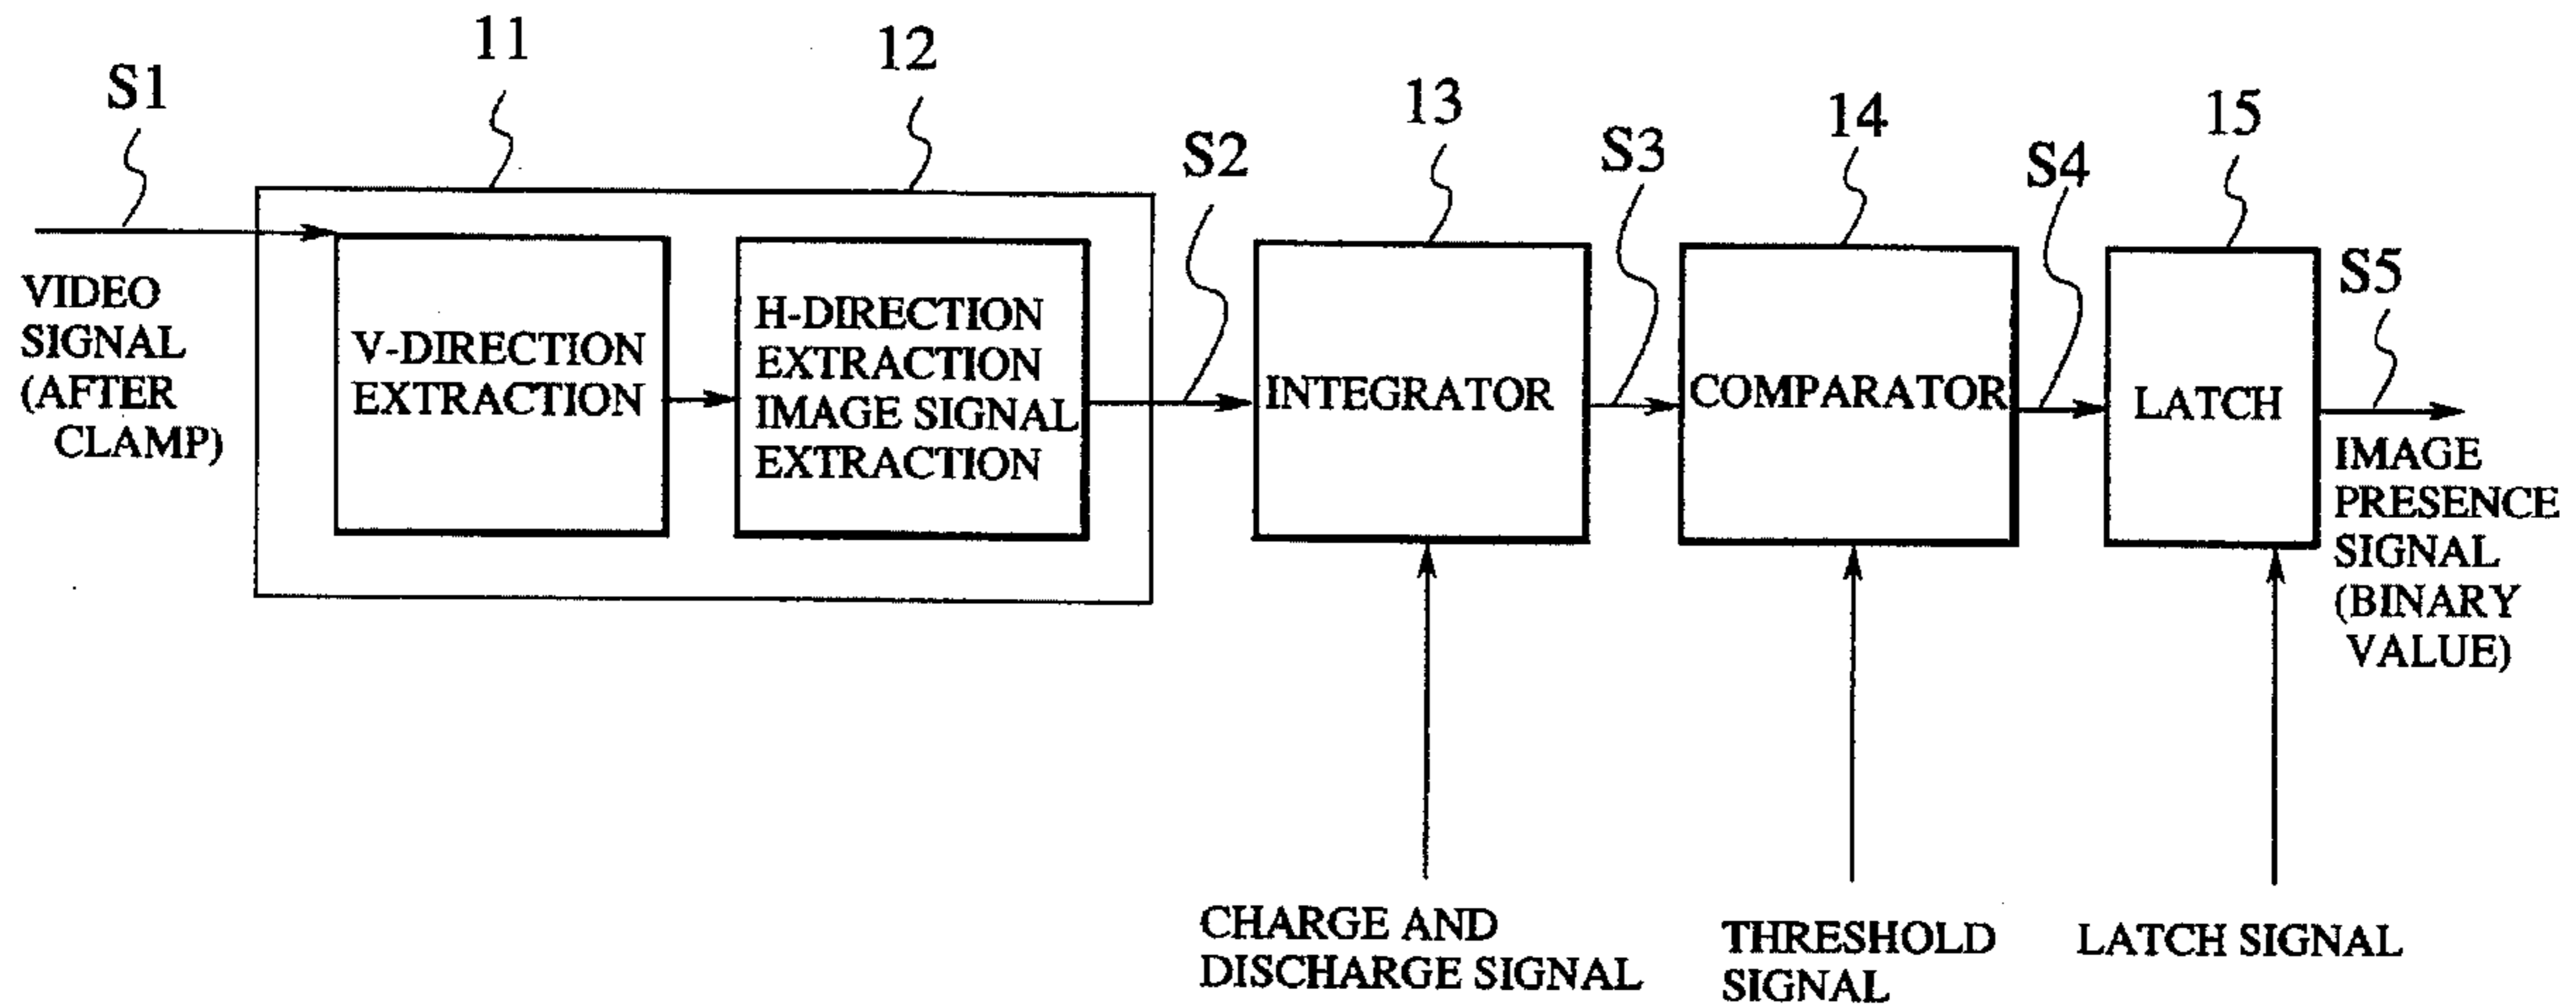 11
12
S1
13
14
15
S2
S3
S4
S5
VIDEO
SIGNAL
(AFTER
CLAMP)
V-DIRECTION
EXTRACTION
H-DIRECTION
EXTRACTION
IMAGE SIGNAL
EXTRACTION
INTEGRATOR
COMPARATOR
LATCH
IMAGE
PRESENCE
SIGNAL
(BINARY
VALUE)
CHARGE AND
DISCHARGE SIGNAL
THRESHOLD
SIGNAL
LATCH SIGNAL